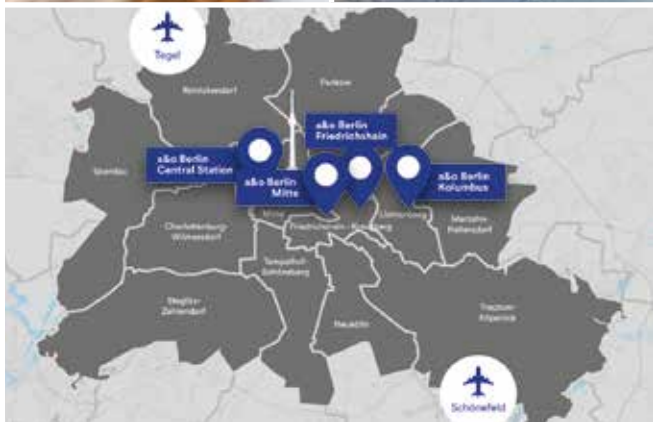 Tegel
Reinickendorf
Pankow
a&o Berlin
Friedrichshain
Spandau
a&o Berlin
Central Station
a&o Berlin
Mitte
a&o Berlin
Kolumbus
Mitte
Lichtenberg
Marzahn-
Hellersdorf
Charlottenburg-
Wilmersdorf
Friedrichshain - Kreuzberg
Tempelhof-
Schöneberg
Steglitz-
Zehlendorf
Neukölln
Treptow-
Köpenick
Schönefeld